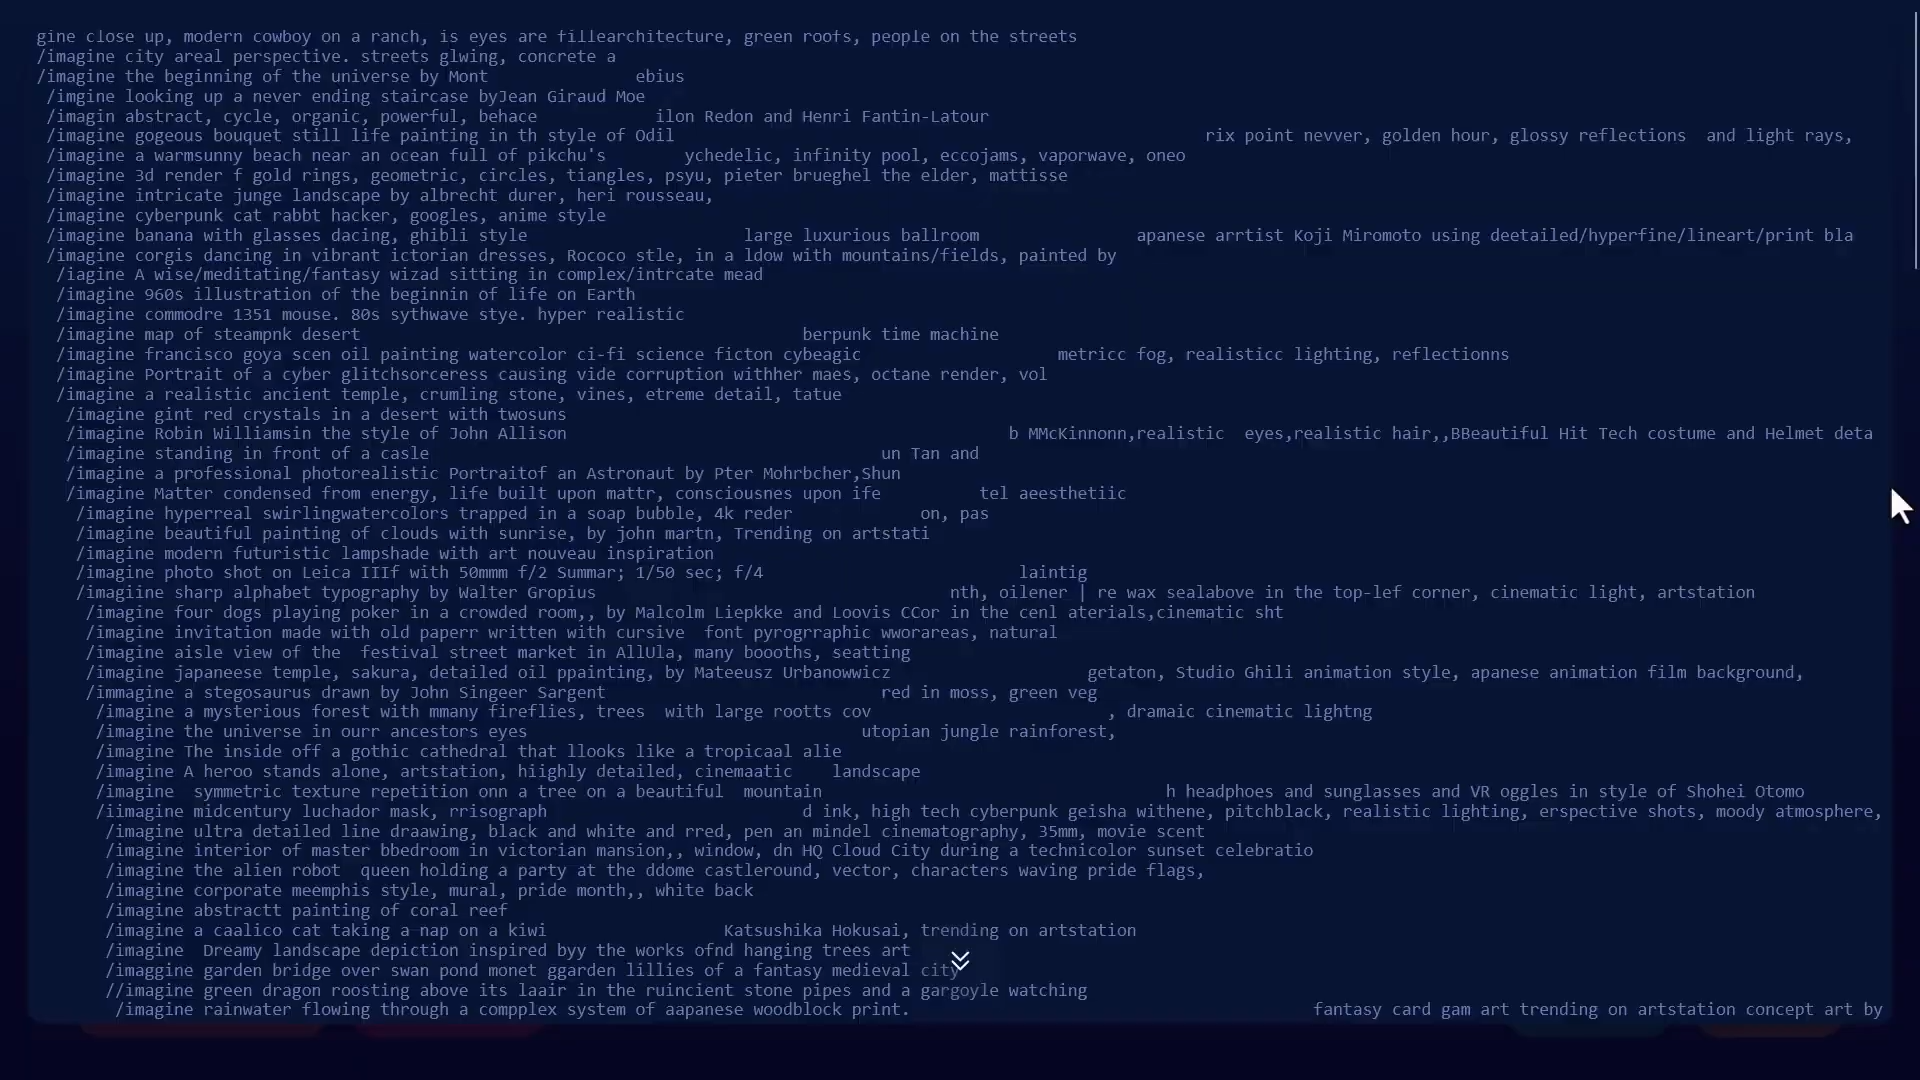 gine close up, modern cowboy on a ranch, is eyes are fillearchitecture, green roofs, people on the streets
/imagine city areal perspective. streets glwing, concrete a
/imagine the beginning of the universe by Mont ebius
/imgine looking up a never ending staircase byJean Giraud Moe
/imagin abstract, cycle, organic, powerful, behace ilon Redon and Henri Fantin-Latour
/imagine gogeous bouquet still life painting in th style of Odil rix point nevver, golden hour, glossy reflections and light rays,
/imagine a warmsunny beach near an ocean full of pikchu's ychedelic, infinity pool, eccojams, vaporwave, oneo
/imagine 3d render f gold rings, geometric, circles, tiangles, psyu, pieter brueghel the elder, mattisse
/imagine intricate junge landscape by albrecht durer, heri rousseau,
/imagine cyberpunk cat rabbt hacker, googles, anime style
/imagine banana with glasses dacing, ghibli style large luxurious ballroom apanese arrtist Koji Miromoto using deetailed/hyperfine/lineart/print bla
/imagine corgis dancing in vibrant ictorian dresses, Rococo stle, in a ldow with mountains/fields, painted by
/iagine A wise/meditating/fantasy wizad sitting in complex/intrcate mead
/imagine 960s illustration of the beginnin of life on Earth
/imagine commodre 1351 mouse. 80s sythwave stye. hyper realistic
/imagine map of steampnk desert berpunk time machine
/imagine francisco goya scen oil painting watercolor ci-fi science ficton cybeagic metricc fog, realisticc lighting, reflectionns
/imagine Portrait of a cyber glitchsorceress causing vide corruption withher maes, octane render, vol
/imagine a realistic ancient temple, crumling stone, vines, etreme detail, tatue
/imagine gint red crystals in a desert with twosuns
/imagine Robin Williamsin the style of John Allison b MMcKinnonn,realistic eyes,realistic hair,,BBeautiful Hit Tech costume and Helmet deta
/imagine standing in front of a casle un Tan and
/imagine a professional photorealistic Portraitof an Astronaut by Pter Mohrbcher,Shun
/imagine Matter condensed from energy, life built upon mattr, consciousnes upon ife tel aeesthetiic
/imagine hyperreal swirlingwatercolors trapped in a soap bubble, 4k reder on, pas
/imagine beautiful painting of clouds with sunrise, by john martn, Trending on artstati
/imagine modern futuristic lampshade with art nouveau inspiration
/imagine photo shot on Leica IIIf with 50mmm f/2 Summar; 1/50 sec; f/4 laintig
/imagiine sharp alphabet typography by Walter Gropius nth, oilener | re wax sealabove in the top-lef corner, cinematic light, artstation
/imagine four dogs playing poker in a crowded room,, by Malcolm Liepkke and Loovis CCor in the cenl aterials,cinematic sht
/imagine invitation made with old paperr written with cursive font pyrogrraphic wworareas, natural
/imagine aisle view of the festival street market in AllUla, many boooths, seatting
/imagine japaneese temple, sakura, detailed oil ppainting, by Mateeusz Urbanowwicz getaton, Studio Ghili animation style, apanese animation film background,
/immagine a stegosaurus drawn by John Singeer Sargent red in moss, green veg
/imagine a mysterious forest with mmany fireflies, trees with large rootts cov , dramaic cinematic lightng
/imagine the universe in ourr ancestors eyes utopian jungle rainforest,
/imagine The inside off a gothic cathedral that llooks like a tropicaal alie
/imagine A heroo stands alone, artstation, hiighly detailed, cinemaatic landscape
/imagine symmetric texture repetition onn a tree on a beautiful mountain h headphoes and sunglasses and VR oggles in style of Shohei Otomo
/iimagine midcentury luchador mask, rrisograph d ink, high tech cyberpunk geisha withene, pitchblack, realistic lighting, erspective shots, moody atmosphere,
/imagine ultra detailed line draawing, black and white and rred, pen an mindel cinematography, 35mm, movie scent
/imagine interior of master bbedroom in victorian mansion,, window, dn HQ Cloud City during a technicolor sunset celebratio
/imagine the alien robot queen holding a party at the ddome castleround, vector, characters waving pride flags,
/imagine corporate meemphis style, mural, pride month,, white back
/imagine abstractt painting of coral reef
/imagine a caalico cat taking a nap on a kiwi Katsushika Hokusai, trending on artstation
/imagine Dreamy landscape depiction inspired byy the works ofnd hanging trees art
/imaggine garden bridge over swan pond monet ggarden lillies of a fantasy medieval city
//imagine green dragon roosting above its laair in the ruincient stone pipes and a gargoyle watching
/imagine rainwater flowing through a compplex system of aapanese woodblock print. fantasy card gam art trending on artstation concept art by